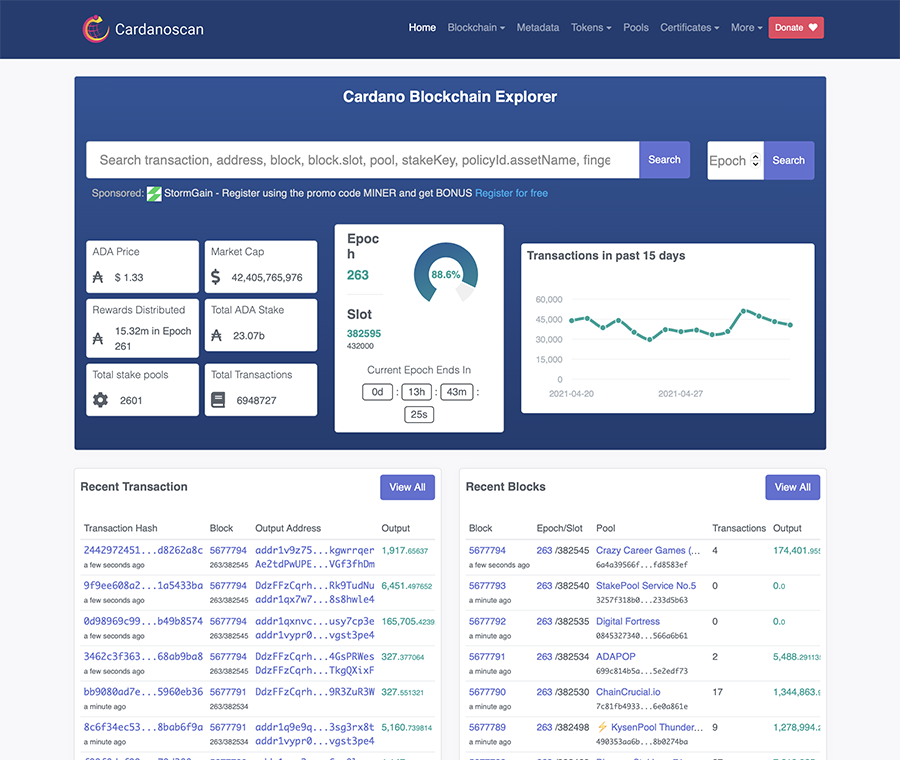 Cardanoscan
Home Blockchain Metadata Tokens Pools Certificates More Donate
Cardano Blockchain Explorer
Search transaction, address, block, block.slot, pool, stakeKey, policyId.assetName, finge Search Epoch Search
Sponsored: StormGain - Register using the promo code MINER and get BONUS Register for free
ADA Price
$ 1.33
Market Cap
42,405,765,976
Rewards Distributed
15.32m in Epoch
261
Total ADA Stake
23.07b
Total stake pools
2601
Total Transactions
6948727
Epoc
h
263
88.6%
Slot
382595
432000
Current Epoch Ends In
0d : 13h : 43m :
25s
Transactions in past 15 days
60,000
45,000
30,000
15,000
0
2021-04-20 2021-04-27
Recent Transaction View All
Transaction Hash Block Output Address Output
2442972451...d8262a8c 5677794 addr1v9z75...kgwrrqer 1,917.65637
a few seconds ago 263/382545 Ae2tdPwUPE...VGf3fhDm
9f9ee608a2...1a5433ba 5677794 DdzFFzCqrh...Rk9TudNu 6,451.497652
a few seconds ago 263/382545 addr1qx7w7...8s8hwle4
0d98969c99...b49b8574 5677794 addr1qxnvc...usy7cp3e 165,705.4239
a few seconds ago 263/382545 addr1vypr0...vgst3pe4
3462c3f363...68ab9ba8 5677794 DdzFFzCqrh...4GsPRWes 327.377064
a few seconds ago 263/382545 DdzFFzCqrh...TkgQXixF
bb9080ad7e...5960eb36 5677791 DdzFFzCqrh...9R3ZuR3W 327.551321
a minute ago 263/382534
8c6f34ec53...8bab6f9a 5677791 addr1q9e9q...3sg3rx8t 5,160.739814
a minute ago 263/382534 addr1vypr0...vgst3pe4
Recent Blocks View All
Block Epoch/Slot Pool Transactions Output
5677794 263 /382545 Crazy Career Games (... 4 174,401.955
a few seconds ago 6a4a39566f...fd8583ef
5677793 263 /382540 StakePool Service No.5 0 0.0
a minute ago 3257f318b0...233d5b63
5677792 263 /382535 Digital Fortress 0 0.0
a minute ago 0845327340...566a6b61
5677791 263 /382534 ADAPOP 2 5,488.29113
a minute ago 699c814b5a...5e2edf73
5677790 263 /382530 ChainCrucial.io 17 1,344,863.9
a minute ago 7c81fb4933...6e0a861e
5677789 263 /382498 ⚡ KysenPool Thunder... 9 1,278,994.2
a minute ago 490353aa6b...8b0274ba